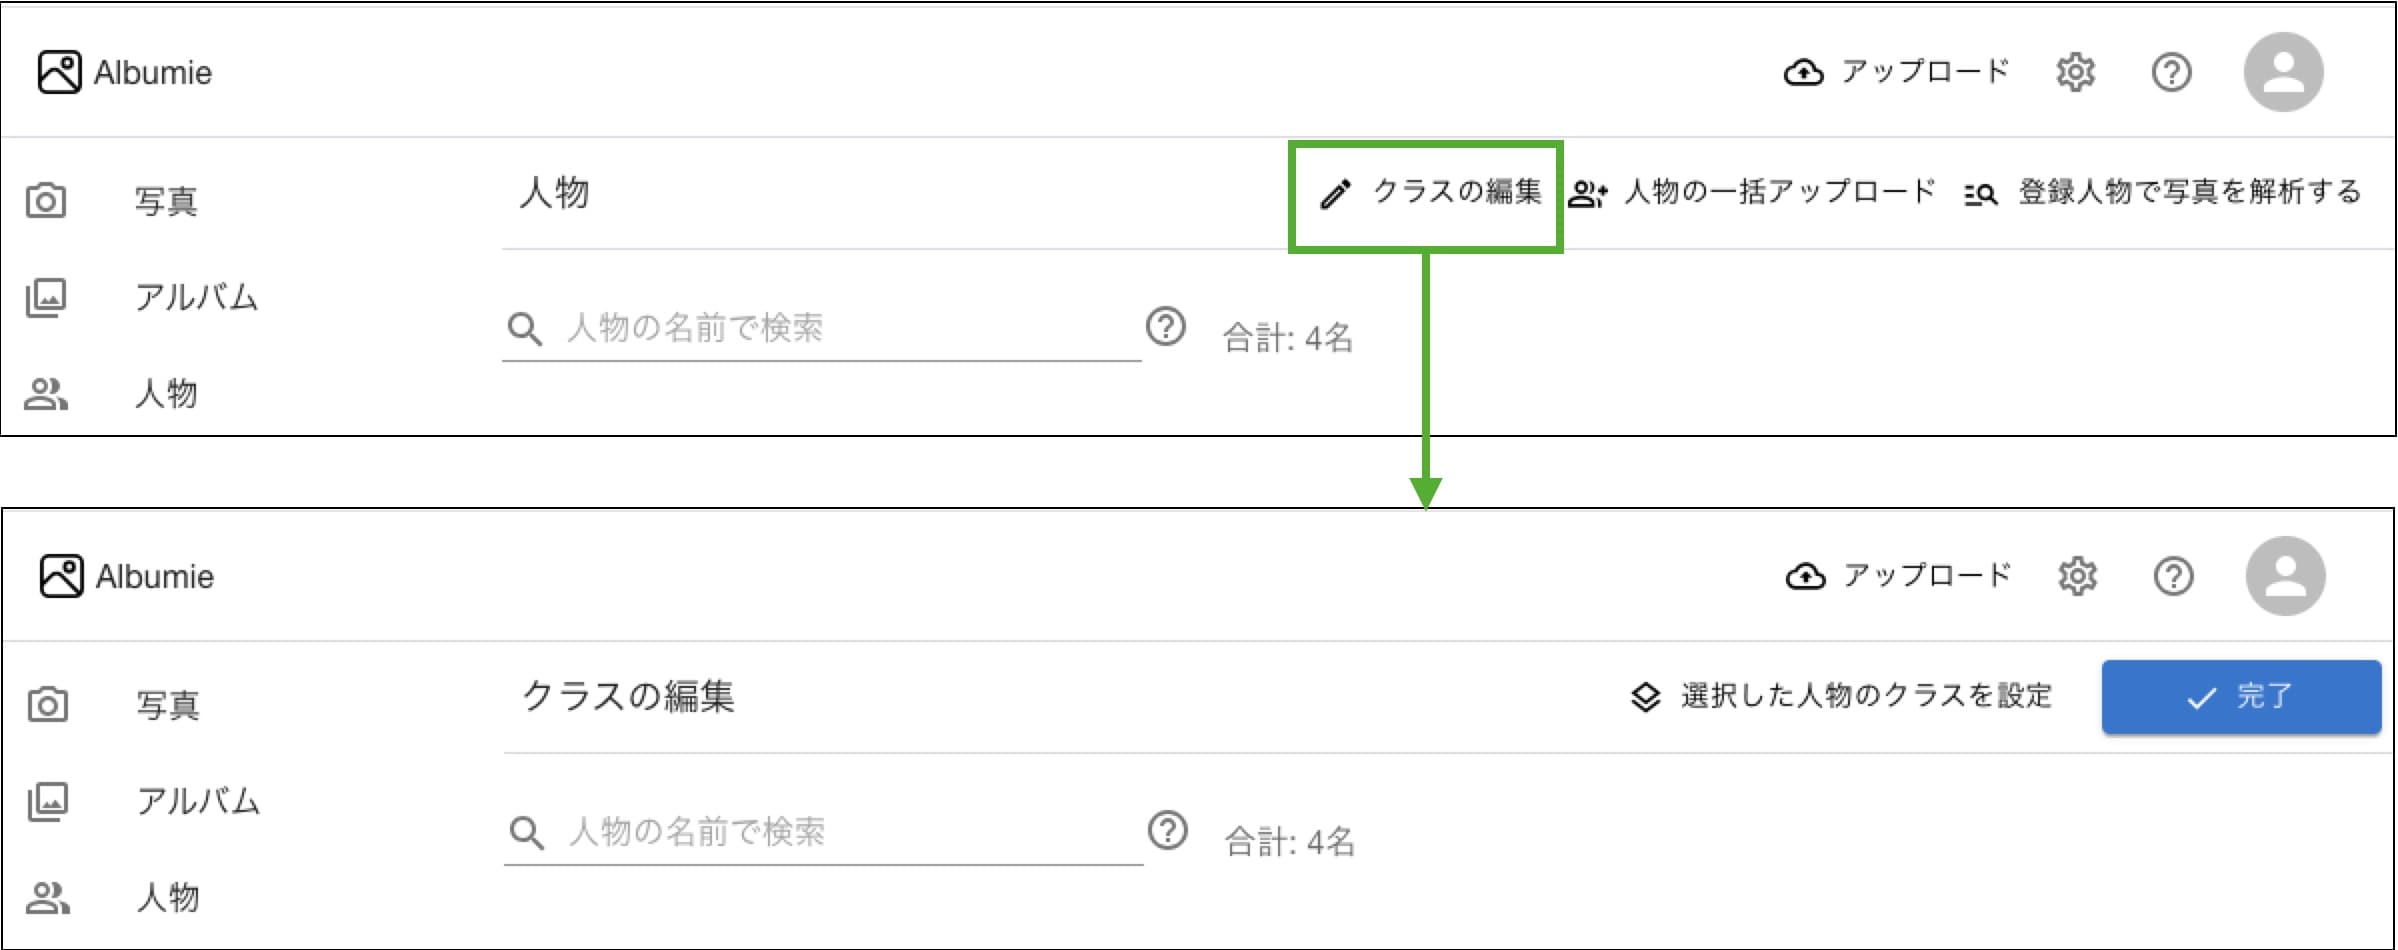 Albumie アップロード
写真 人物 クラスの編集 人物の一括アップロード 登録人物で写真を解析する
アルバム
人物の名前で検索 合計: 4名
人物
Albumie アップロード
写真 クラスの編集 選択した人物のクラスを設定 完了
アルバム
人物の名前で検索 合計: 4名
人物